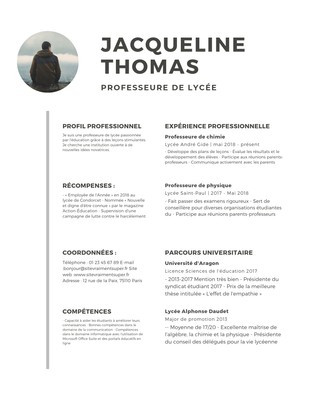 JACQUELINE
THOMAS
PROFESSEURE DE LYCÉE
PROFIL PROFESSIONNEL
Je suis une professeure de lycée passionnée
par l'éducation grâce à des leçons stimulantes.
Je cherche une institution ouverte à de
nouvelles idées novatrices.
EXPÉRIENCE PROFESSIONNELLE
Professeure de chimie
Lycée André Gide | mai 2018 - présent
- Développe des plans de leçons · Évalue les résultats et le
développement des élèves · Participe aux réunions parents
professeurs · Communique activement avec les parents
RÉCOMPENSES :
- « Employée de l'Année » en 2016 au
lycée de Condorcet · Nommée « Nouvelle
et digne d'être connue » par le magazine
Action Éducation · Supervision d'une
campagne de lutte contre le harcèlement
Professeure de physique
Lycée Saint-Paul | 2017 - Mai 2018
- Fait passer des examens rigoureux · Sert de
conseillère pour diverses organisations étudiantes
du · Participe aux réunions parents professeurs
COORDONNÉES :
Téléphone : 01 23 45 67 89 E-mail
:bonjour@sitevraimentsuper.fr Site
web :www.sitevraimentsuper.fr
Adresse : 12 rue de la Paix 75010 Paris
PARCOURS UNIVERSITAIRE
Université d'Aragon
Licence Sciences de l'éducation 2017
- 2013-2017 Mention très bien · Présidente du
syndicat étudiant 2017 · Prix de la meilleure
thèse intitulée « L'effet de l'empathie »
COMPÉTENCES
- Capacité à aider les étudiants à améliorer leurs
connaissances · Bonnes compétences dans le
domaine de la communication · Compétences
dans le domaine informatique avec l'utilisation de
Microsoft Office Suite et des portails éducatifs en
ligne
Lycée Alphonse Daudet
Major de promotion 2013
- · Moyenne de 17/20 · Excellente maîtrise de
l'algèbre, la chimie et la physique · Présidente
du conseil des délégués pour la vie lycéenne